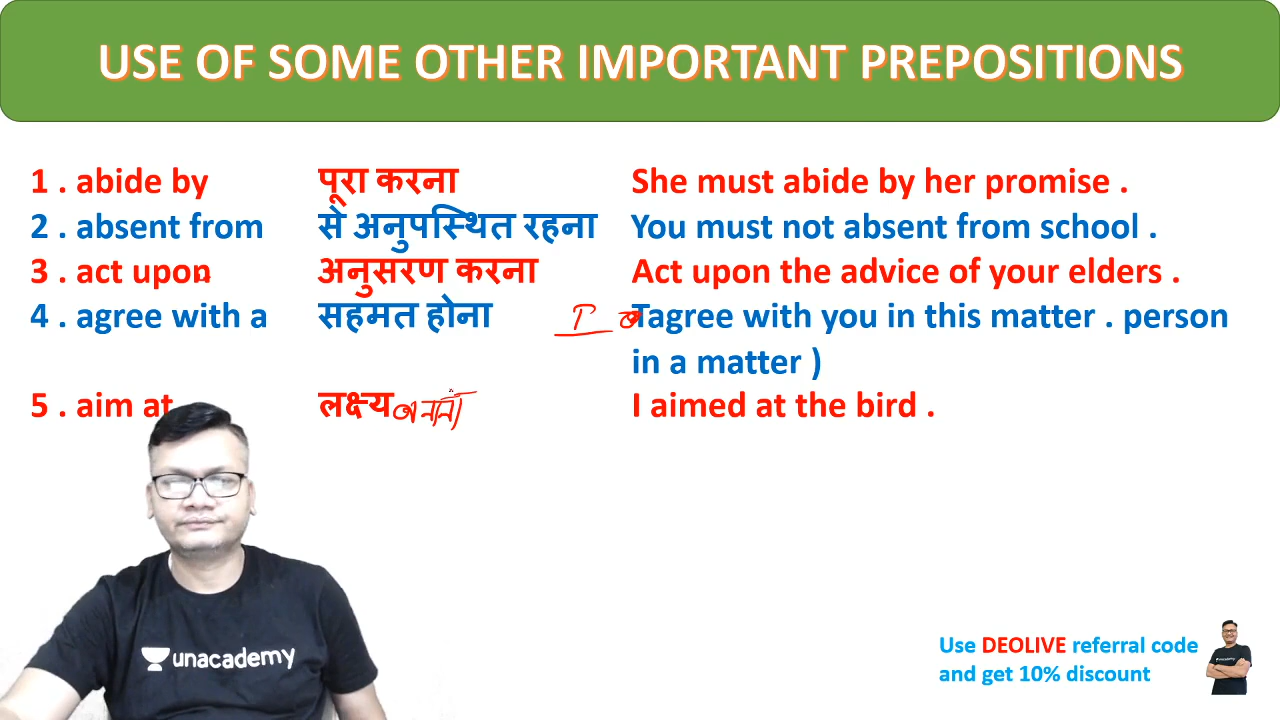 USE OF SOME OTHER IMPORTANT PREPOSITIONS
1 . abide by पूरा करना She must abide by her promise .
2 . absent from से अनुपस्थित रहना You must not absent from school .
3 . act upon अनुसरण करना Act upon the advice of your elders .
4 . agree with a सहमत होना Tagree with you in this matter . person
in a matter )
5 . aim at लक्ष्य I aimed at the bird .
unacademy
Use DEOLIVE referral code
and get 10% discount